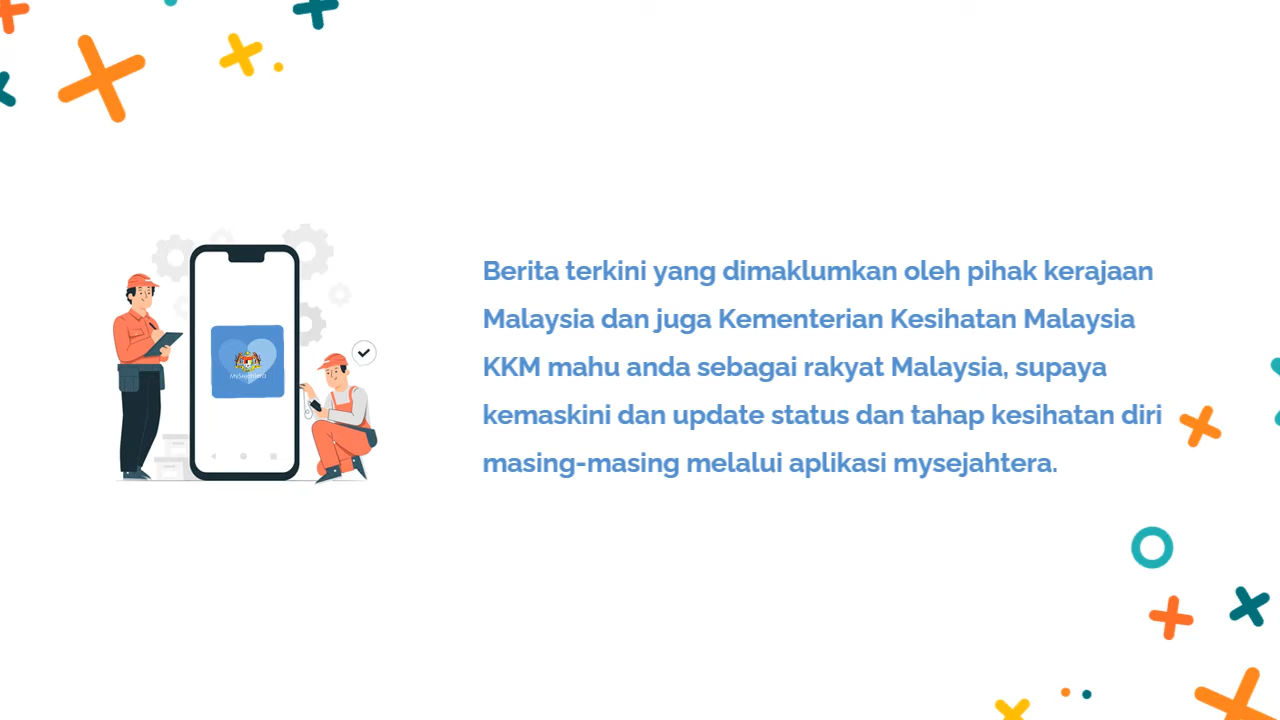 Berita terkini yang dimaklumkan oleh pihak kerajaan
Malaysia dan juga Kementerian Kesihatan Malaysia
KKM mahu anda sebagai rakyat Malaysia, supaya
kemaskini dan update status dan tahap kesihatan diri
masing-masing melalui aplikasi mysejahtera.
MySejahtera